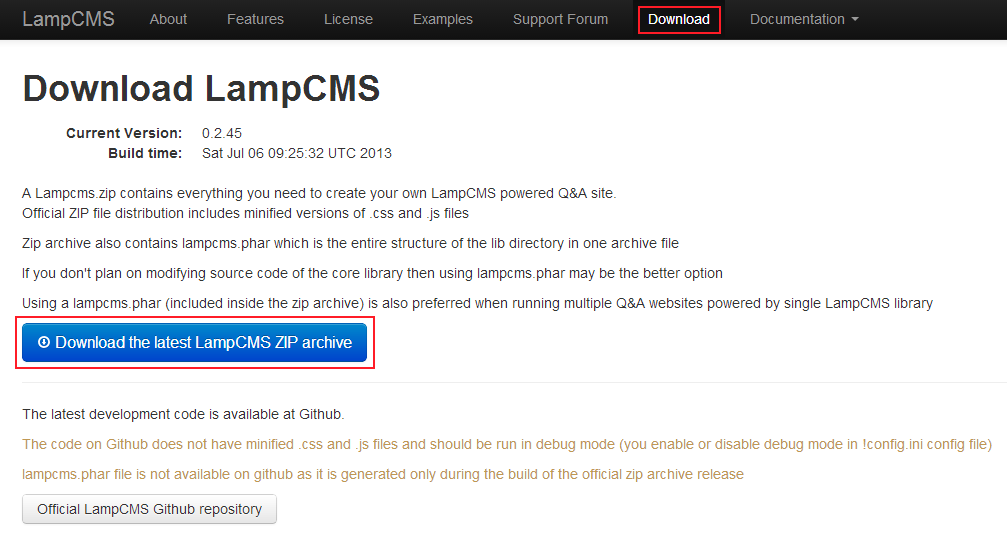 LampCMS About Features License Examples Support Forum Download Documentation
Download LampCMS
Current Version: 0.2.45
Build time: Sat Jul 06 09:25:32 UTC 2013
A Lampcms.zip contains everything you need to create your own LampCMS powered Q&A site.
Official ZIP file distribution includes minified versions of .css and .js files
Zip archive also contains lampcms.phar which is the entire structure of the lib directory in one archive file
If you don't plan on modifying source code of the core library then using lampcms.phar may be the better option
Using a lampcms.phar (included inside the zip archive) is also preferred when running multiple Q&A websites powered by single LampCMS library
Download the latest LampCMS ZIP archive
The latest development code is available at Github.
The code on Github does not have minified .css and .js files and should be run in debug mode (you enable or disable debug mode in !config.ini config file)
lampcms.phar file is not available on github as it is generated only during the build of the official zip archive release
Official LampCMS Github repository